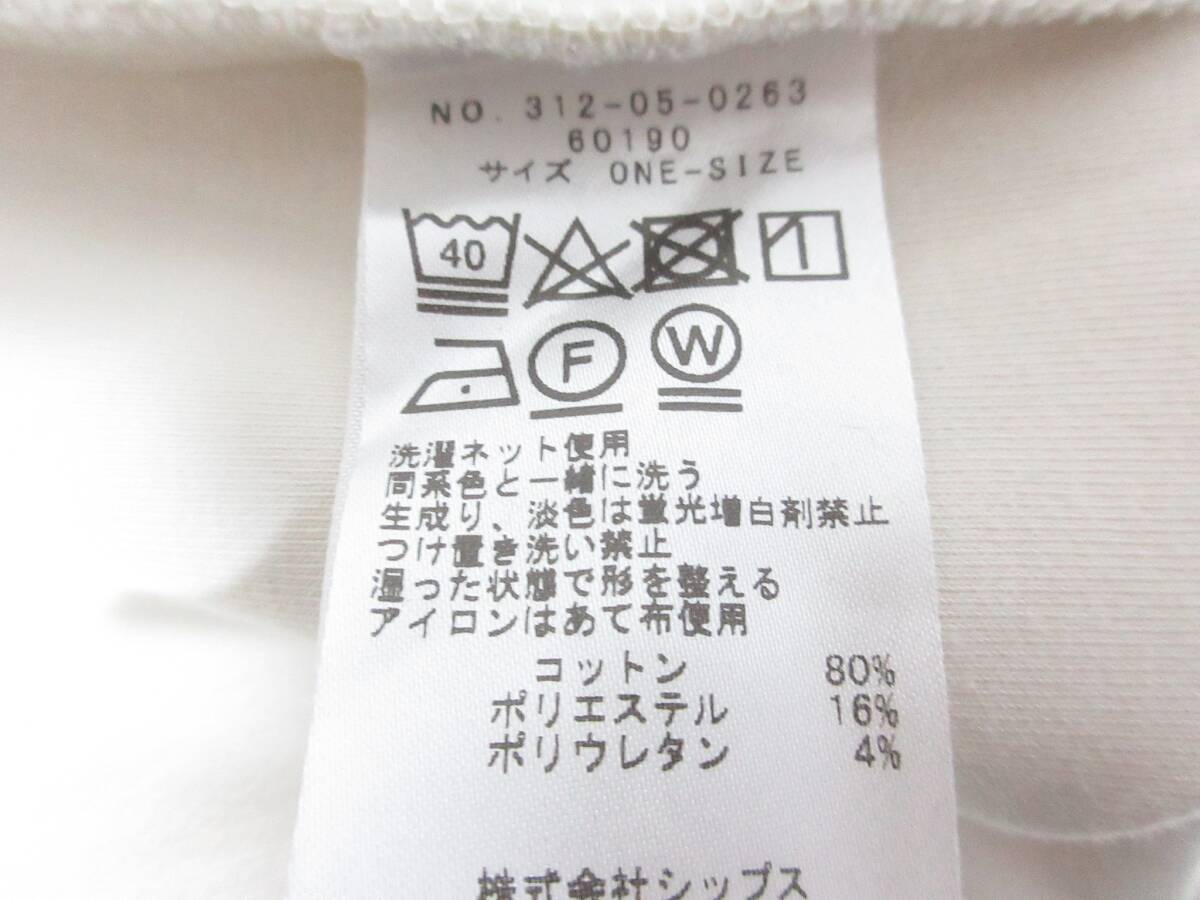 NO. 312-05-0263
60190
サイズ ONE-SIZE
40
F W
洗濯ネット使用
同系色と一緒に洗う
生成り、淡色は蛍光増白剤禁止
つけ置き洗い禁止
湿った状態で形を整える
アイロンはあて布使用
コットン 80%
ポリエステル 16%
ポリウレタン 4%
株式会社シップス